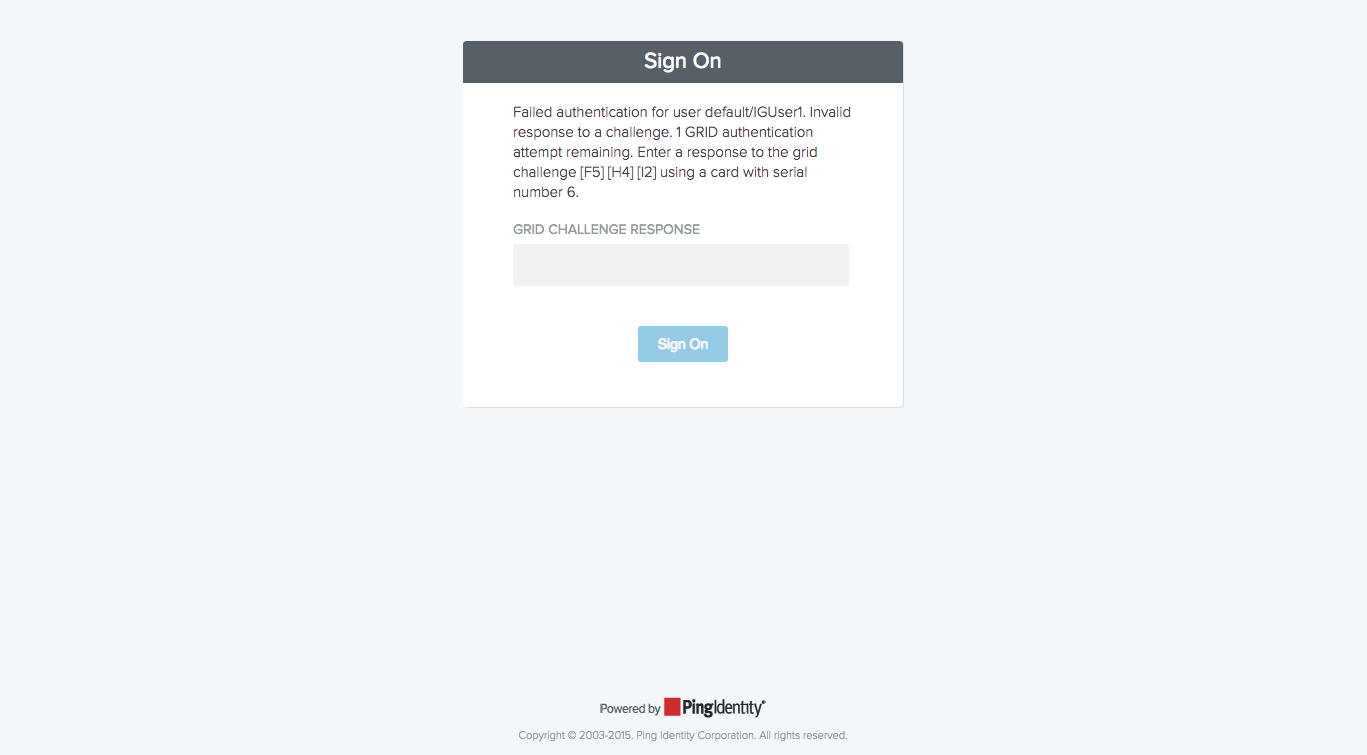 Sign On
Failed authentication for user default/IGUser1. Invalid
response to a challenge. 1 GRID authentication
attempt remaining. Enter a response to the grid
challenge [F5] [H4] [I2] using a card with serial
number 6.
GRID CHALLENGE RESPONSE
Sign On
Powered by PingIdentity®
Copyright © 2003-2015. Ping Identity Corporation. All rights reserved.